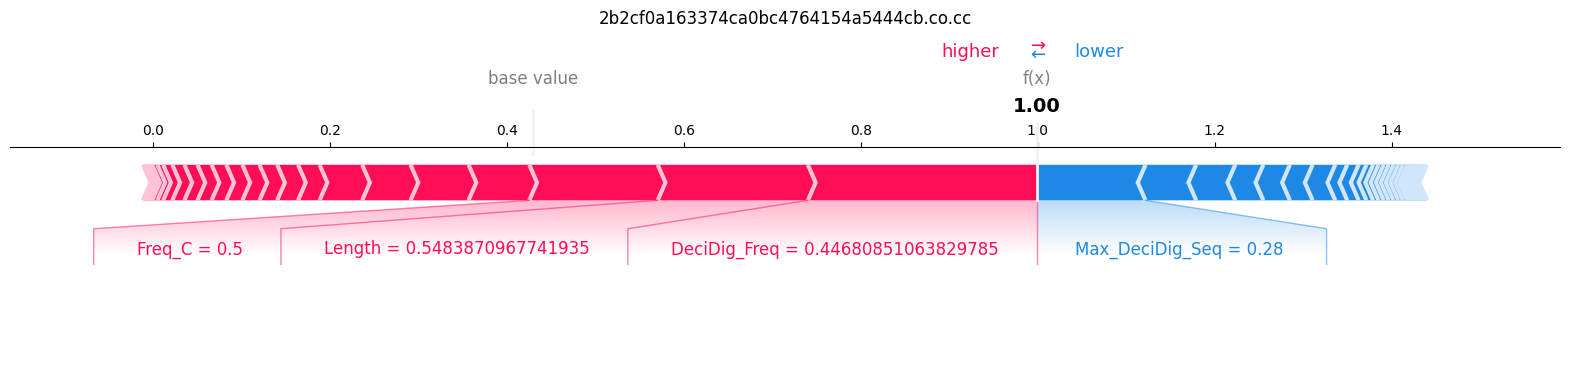 2b2cf0a163374ca0bc4764154a5444cb.co.cc
higher ⇄ lower
base value f(x)
1.00
0.0 0.2 0.4 0.6 0.8 1.0 1.2 1.4
Freq_C = 0.5 Length = 0.5483870967741935 DeciDig_Freq = 0.44680851063829785 Max_DeciDig_Seq = 0.28